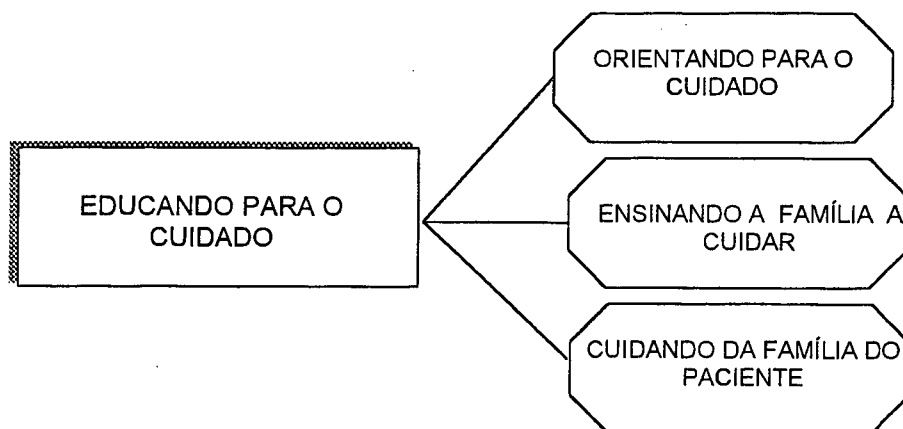 EDUCANDO PARA O
CUIDADO
ORIENTANDO PARA O
CUIDADO
ENSINANDO A FAMÍLIA A
CUIDAR
CUIDANDO DA FAMÍLIA DO
PACIENTE